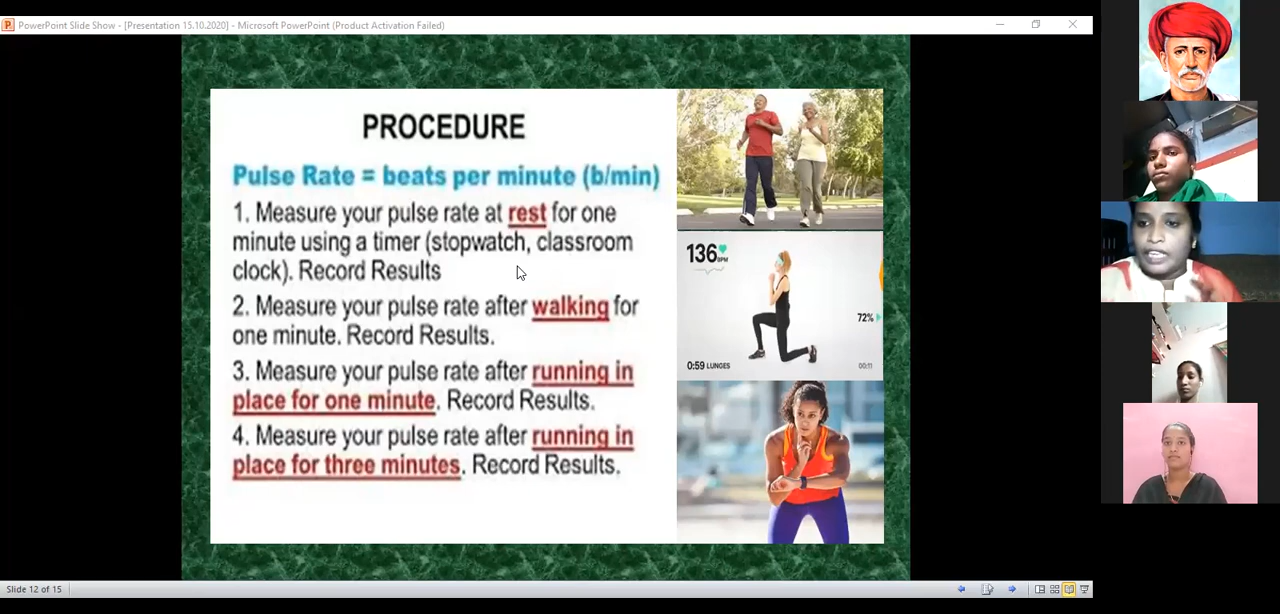 PowerPoint Slide Show - [Presentation 15.10.2020] - Microsoft PowerPoint (Product Activation Failed)
PROCEDURE
Pulse Rate = beats per minute (b/min)
1. Measure your pulse rate at rest for one
minute using a timer (stopwatch, classroom
clock). Record Results
2. Measure your pulse rate after walking for
one minute. Record Results.
3. Measure your pulse rate after running in
place for one minute. Record Results.
4. Measure your pulse rate after running in
place for three minutes. Record Results.
136 BPM
72%
0:59 LUNGES
00:11
Slide 12 of 15